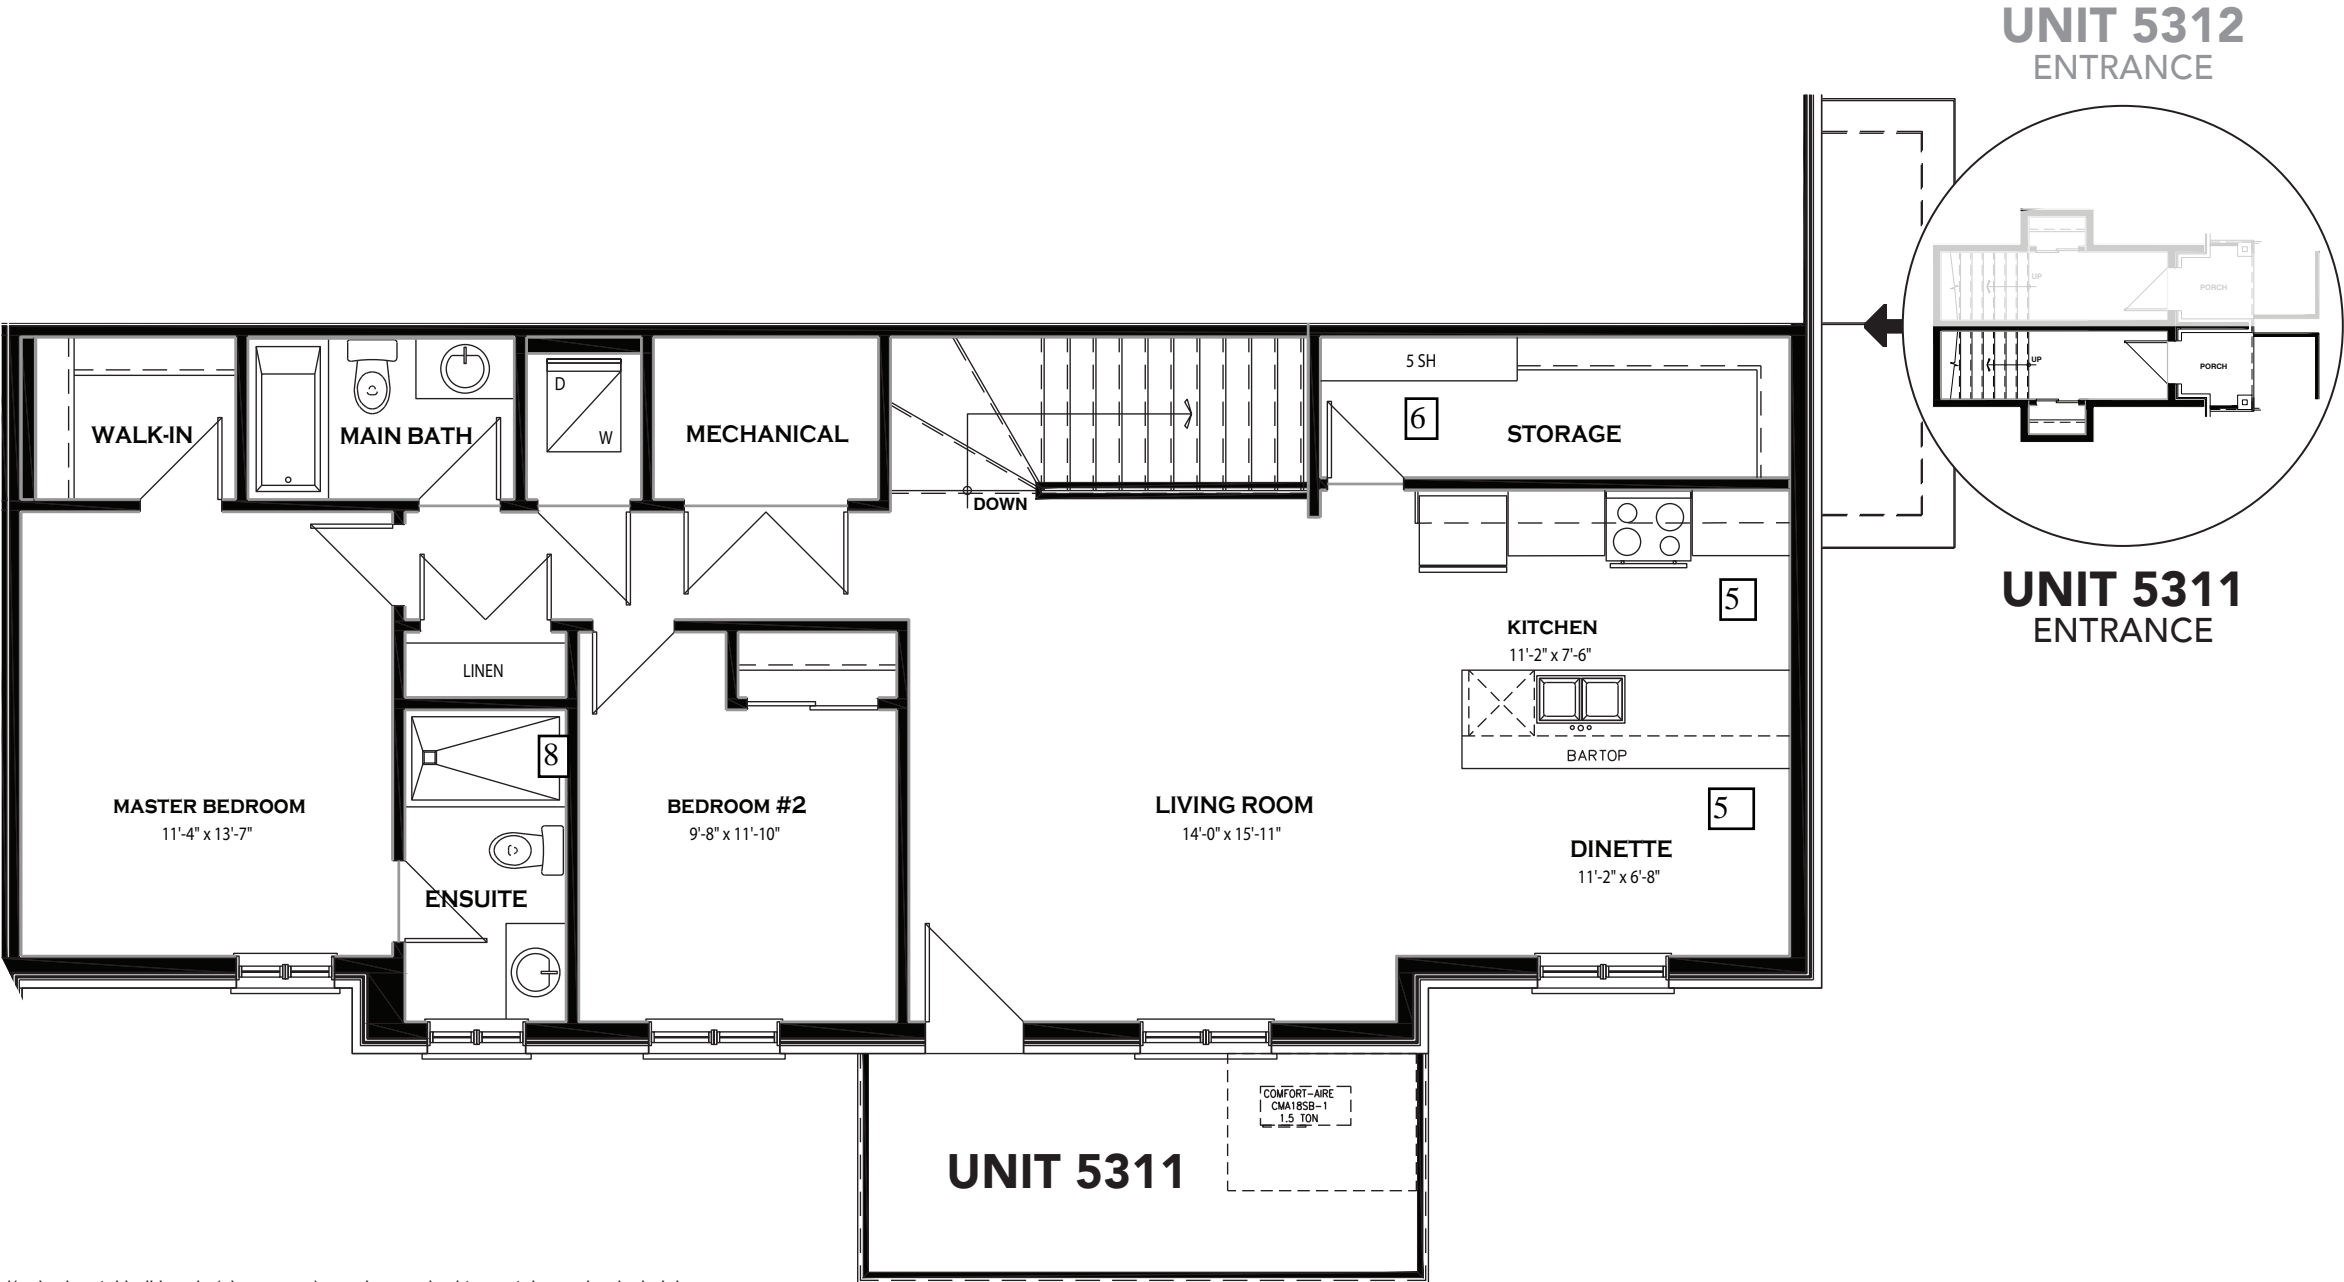 UNIT 5312
ENTRANCE
UP
PORCH
UP
PORCH
UNIT 5311
ENTRANCE
5 SH
6
STORAGE
WALK-IN
MAIN BATH
D
W
MECHANICAL
DOWN
5
KITCHEN
11'-2" x 7'-6"
LINEN
8
BARTOP
MASTER BEDROOM
11'-4" x 13'-7"
BEDROOM #2
9'-8" x 11'-10"
LIVING ROOM
14'-0" x 15'-11"
5
DINETTE
11'-2" x 6'-8"
ENSUITE
COMFORT-AIRE
CMA18SB-1
1.5 TON
UNIT 5311